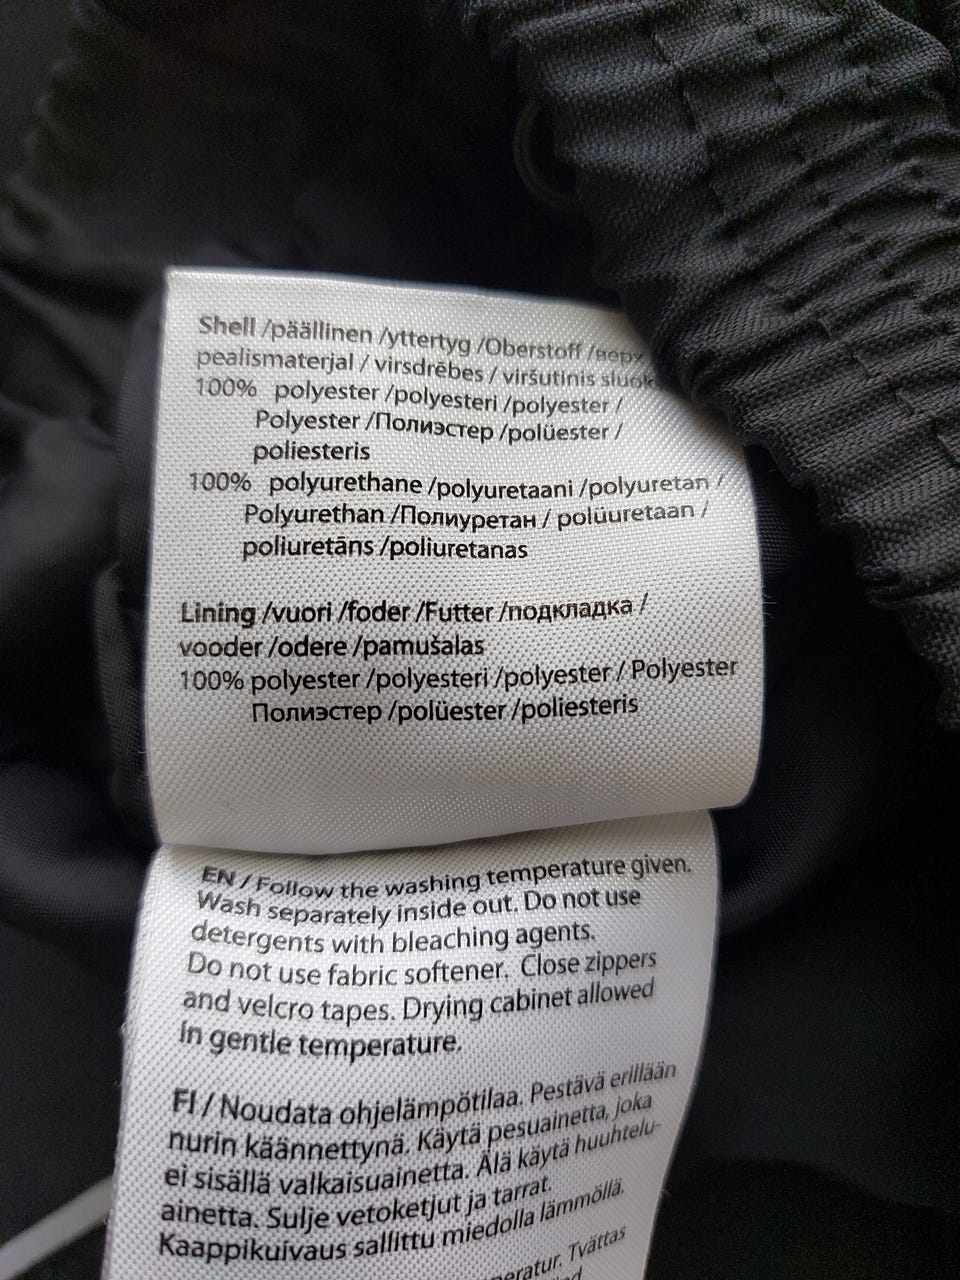 Shell /päällinen /yttertyg /Oberstoff /верх
pealismaterjal / virsdrēbes / viršutinis
100% polyester /polyesteri /polyester /
Polyester /Полиэстер /polüester /
poliesteris
100% polyurethane /polyuretaani /polyuretan /
Polyurethan /Полиуретан / polüuretaan /
poliuretāns /poliuretanas
Lining /vuori /foder /Futter /подкладка /
vooder /odere /pamušalas
100% polyester /polyesteri /polyester / Polyester
Полиэстер /polüester /poliesteris
EN / Follow the washing temperature given.
Wash separately inside out. Do not use
detergents with bleaching agents.
Do not use fabric softener. Close zippers
and velcro tapes. Drying cabinet allowed
In gentle temperature.
FI / Noudata ohjelämpötilaa. Pestävä erillään
nurin käännettynä. Käytä pesuainetta, joka
ei sisällä valkaisuainetta. Älä käytä huuhtelu-
ainetta. Sulje vetoketjut ja tarrat.
Kaappikuivaus sallittu miedolla lämmöllä.
Tvättas